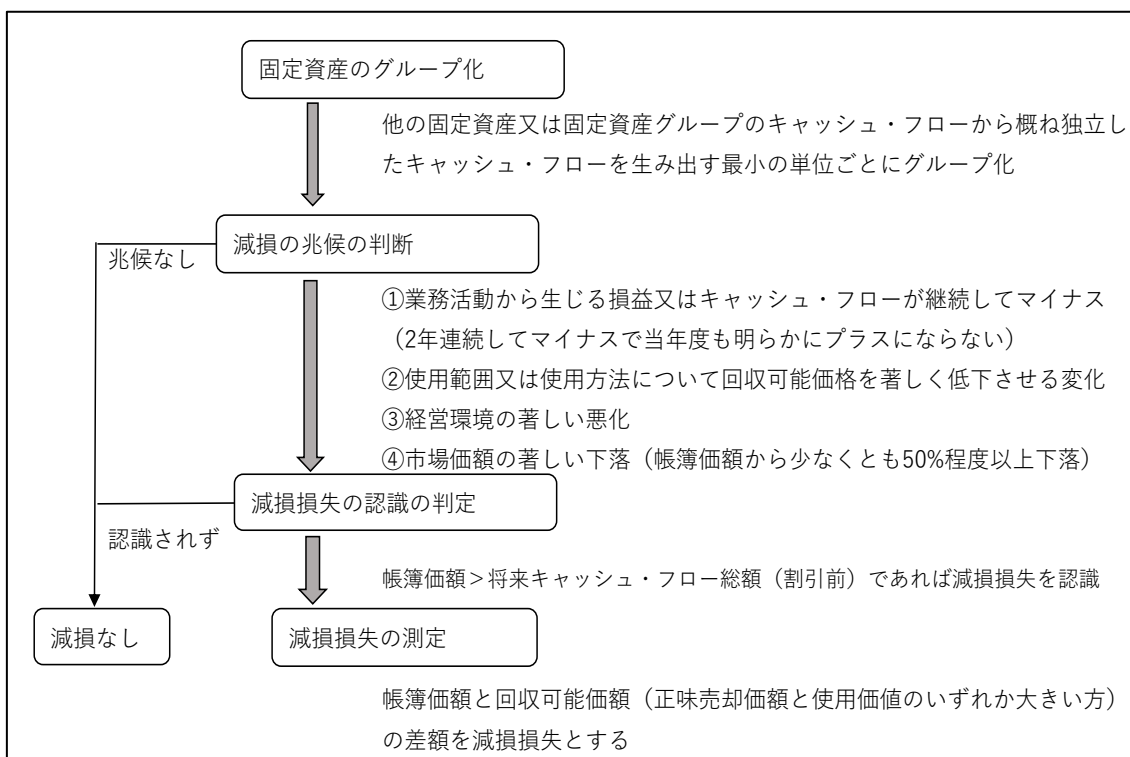 固定資産のグループ化
他の固定資産又は固定資産グループのキャッシュ・フローから概ね独立し
たキャッシュ・フローを生み出す最小の単位ごとにグループ化
減損の兆候の判断
兆候なし
①業務活動から生じる損益又はキャッシュ・フローが継続してマイナス
（2年連続してマイナスで当年度も明らかにプラスにならない）
②使用範囲又は使用方法について回収可能価格を著しく低下させる変化
③経営環境の著しい悪化
④市場価額の著しい下落（帳簿価額から少なくとも50%程度以上下落）
減損損失の認識の判定
認識されず
帳簿価額＞将来キャッシュ・フロー総額（割引前）であれば減損損失を認識
減損なし
減損損失の測定
帳簿価額と回収可能価額（正味売却価額と使用価値のいずれか大きい方）
の差額を減損損失とする